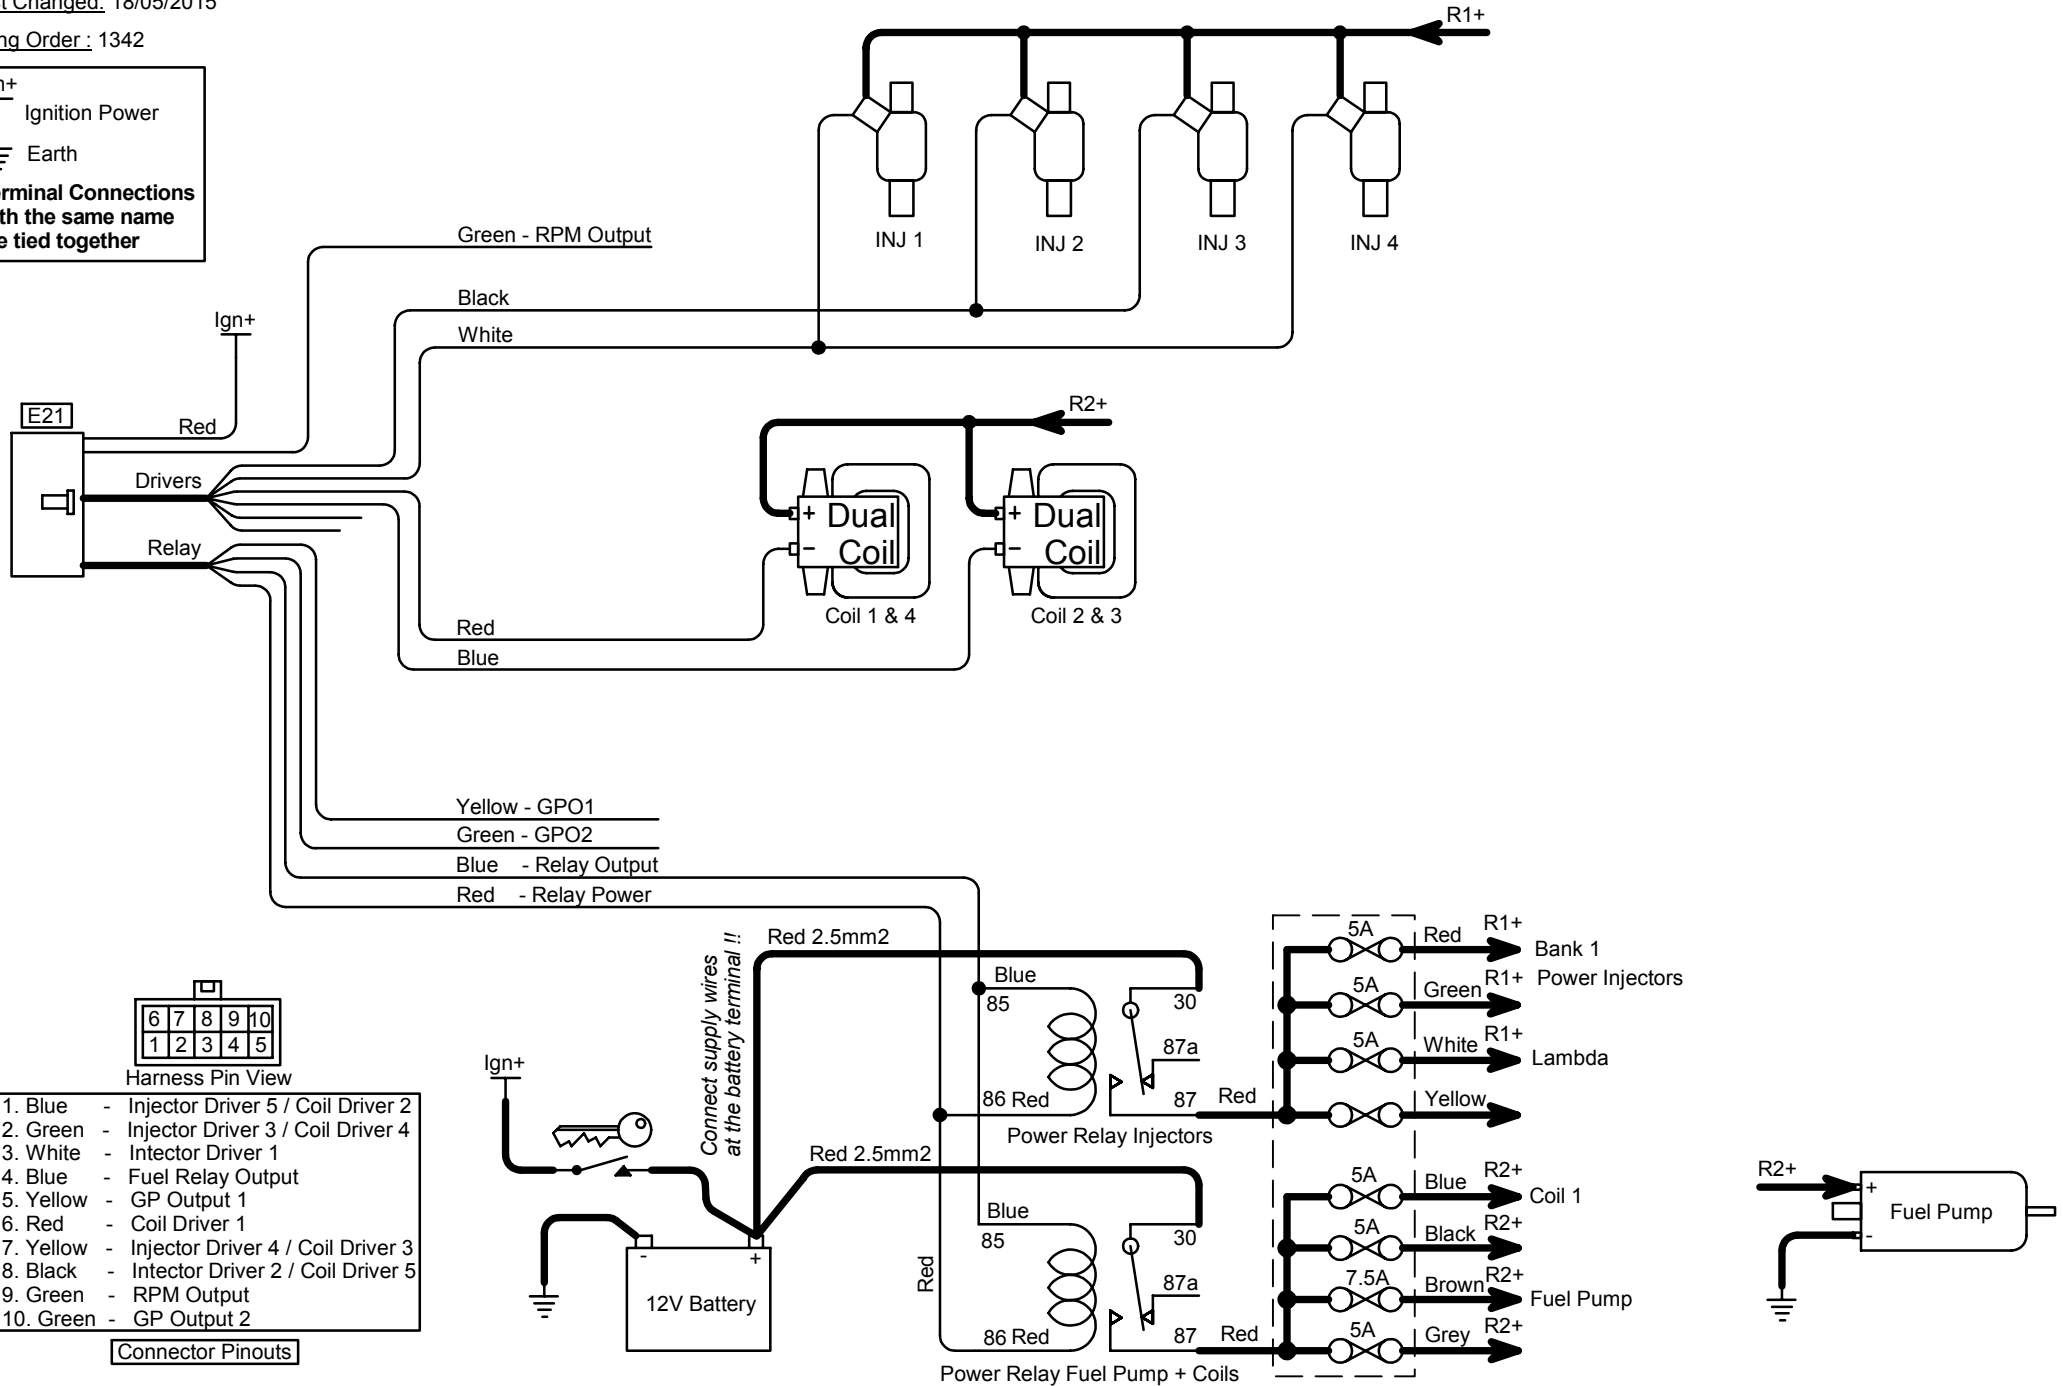 Changed: 18/05/2015
Order : 1342
Ignition Power
Earth
Connections
the same name
tied together
R1+
INJ 1
INJ 2
INJ 3
INJ 4
Green - RPM Output
Black
White
Ign+
E21
Red
Drivers
Relay
R2+
+ Dual
- Coil
Coil 1 & 4
+ Dual
- Coil
Coil 2 & 3
Red
Blue
Yellow - GPO1
Green - GPO2
Blue - Relay Output
Red - Relay Power
Connect supply wires
at the battery terminal !!
Red 2.5mm2
Blue
85
30
87a
86 Red
87
Red
Power Relay Injectors
5A
Red
R1+
Bank 1
5A
Green
R1+
Power Injectors
5A
White
R1+
Lambda
Yellow
Red 2.5mm2
Blue
85
30
87a
Red
86 Red
87
Red
Power Relay Fuel Pump + Coils
5A
Blue
R2+
Coil 1
5A
Black
R2+
7.5A
Brown
R2+
Fuel Pump
5A
Grey
R2+
R2+
+
-
Fuel Pump
Ign+
-
+
12V Battery
6 7 8 9 10
1 2 3 4 5
Harness Pin View
1. Blue - Injector Driver 5 / Coil Driver 2
2. Green - Injector Driver 3 / Coil Driver 4
3. White - Intector Driver 1
4. Blue - Fuel Relay Output
5. Yellow - GP Output 1
6. Red - Coil Driver 1
7. Yellow - Injector Driver 4 / Coil Driver 3
8. Black - Intector Driver 2 / Coil Driver 5
9. Green - RPM Output
10. Green - GP Output 2
Connector Pinouts